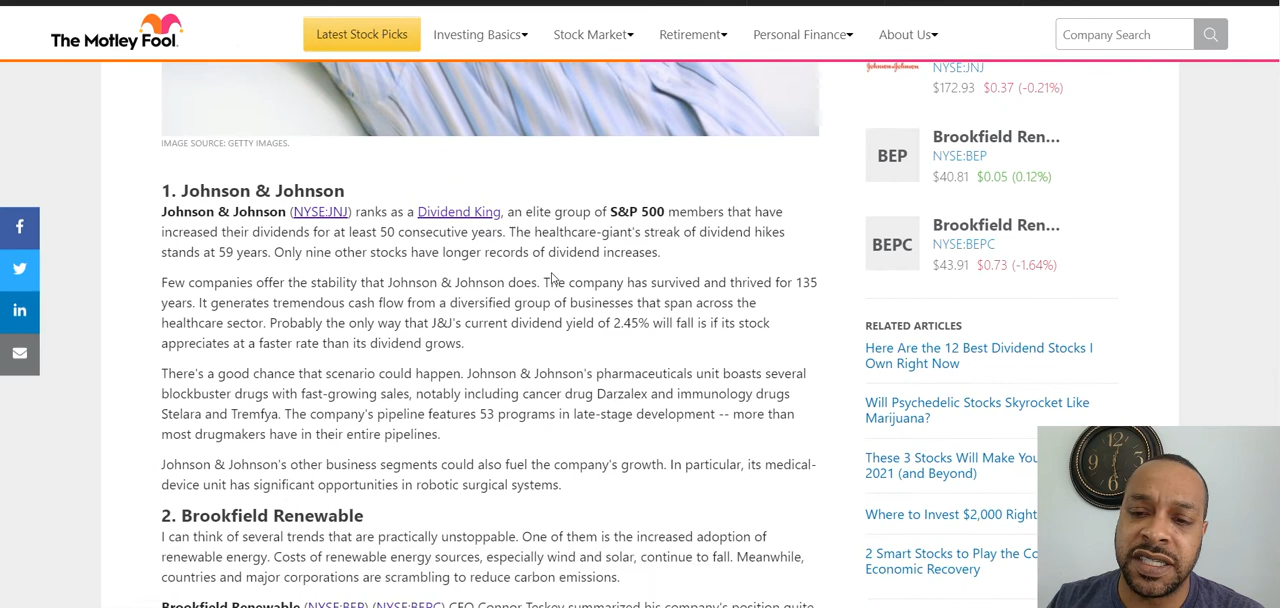 The Motley Fool.
Latest Stock Picks
Investing Basics
Stock Market
Retirement
Personal Finance
About Us
Company Search
IMAGE SOURCE: GETTY IMAGES.
1. Johnson & Johnson
Johnson & Johnson (NYSE:JNJ) ranks as a Dividend King, an elite group of S&P 500 members that have
increased their dividends for at least 50 consecutive years. The healthcare-giant's streak of dividend hikes
stands at 59 years. Only nine other stocks have longer records of dividend increases.
Few companies offer the stability that Johnson & Johnson does. The company has survived and thrived for 135
years. It generates tremendous cash flow from a diversified group of businesses that span across the
healthcare sector. Probably the only way that J&J's current dividend yield of 2.45% will fall is if its stock
appreciates at a faster rate than its dividend grows.
There's a good chance that scenario could happen. Johnson & Johnson's pharmaceuticals unit boasts several
blockbuster drugs with fast-growing sales, notably including cancer drug Darzalex and immunology drugs
Stelara and Tremfya. The company's pipeline features 53 programs in late-stage development -- more than
most drugmakers have in their entire pipelines.
Johnson & Johnson's other business segments could also fuel the company's growth. In particular, its medical-
device unit has significant opportunities in robotic surgical systems.
2. Brookfield Renewable
I can think of several trends that are practically unstoppable. One of them is the increased adoption of
renewable energy. Costs of renewable energy sources, especially wind and solar, continue to fall. Meanwhile,
countries and major corporations are scrambling to reduce carbon emissions.
Brookfield Renewable (NYSE:BEP) (NYSE:BEPC) CEO Connor Teskey summarized his company's position quite
Johnson&Johnson
NYSE:JNJ
$172.93 $0.37 (-0.21%)
BEP
Brookfield Ren...
NYSE:BEP
$40.81 $0.05 (0.12%)
BEPC
Brookfield Ren...
NYSE:BEPC
$43.91 $0.73 (-1.64%)
RELATED ARTICLES
Here Are the 12 Best Dividend Stocks I
Own Right Now
Will Psychedelic Stocks Skyrocket Like
Marijuana?
These 3 Stocks Will Make You
2021 (and Beyond)
Where to Invest $2,000 Right
2 Smart Stocks to Play the Co
Economic Recovery